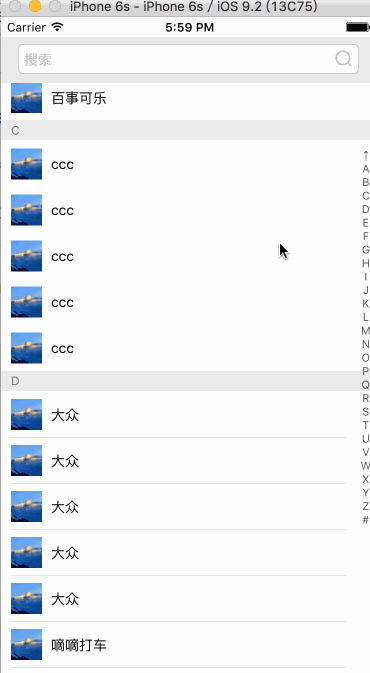 iPhone 6s - iPhone 6s / iOS 9.2 (13C75)
Carrier 5:59 PM
搜索
百事可乐
C
ccc
ccc
ccc
ccc
ccc
D
大众
大众
大众
大众
大众
嘀嘀打车
↑
A
B
C
D
E
F
G
H
I
J
K
L
M
N
O
P
Q
R
S
T
U
V
W
X
Y
Z
#